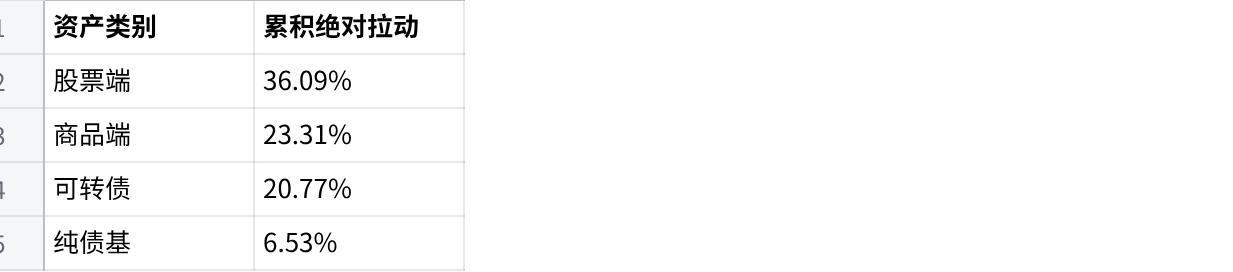 资产类别 累积绝对拉动
2 股票端 36.09%
3 商品端 23.31%
4 可转债 20.77%
5 纯债基 6.53%